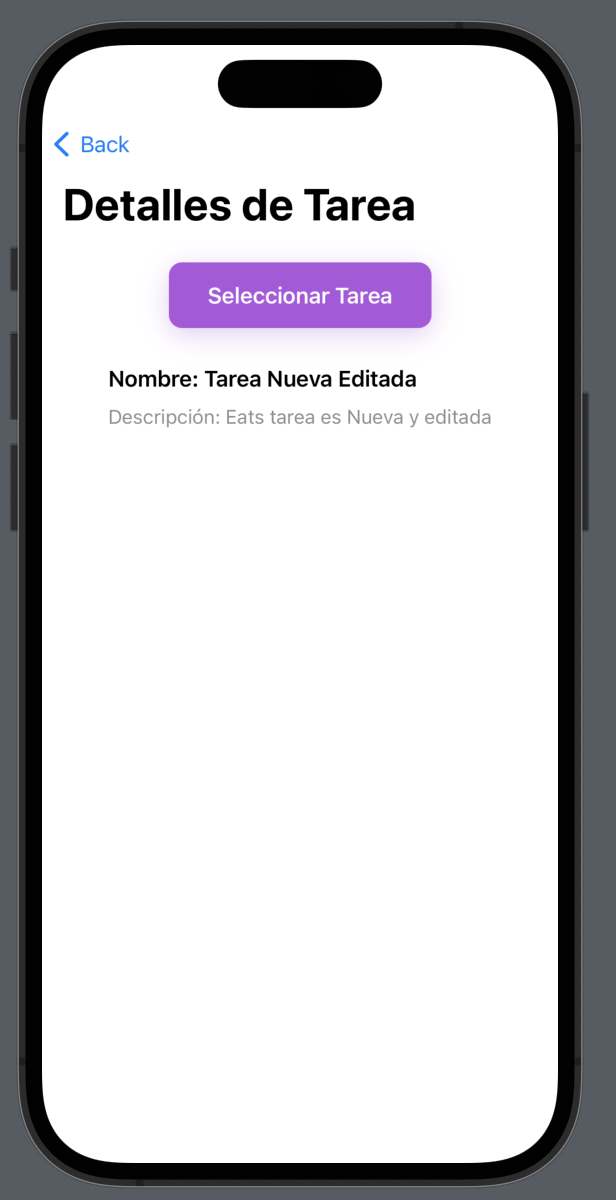 Back
Detalles de Tarea
Seleccionar Tarea
Nombre: Tarea Nueva Editada
Descripción: Eats tarea es Nueva y editada